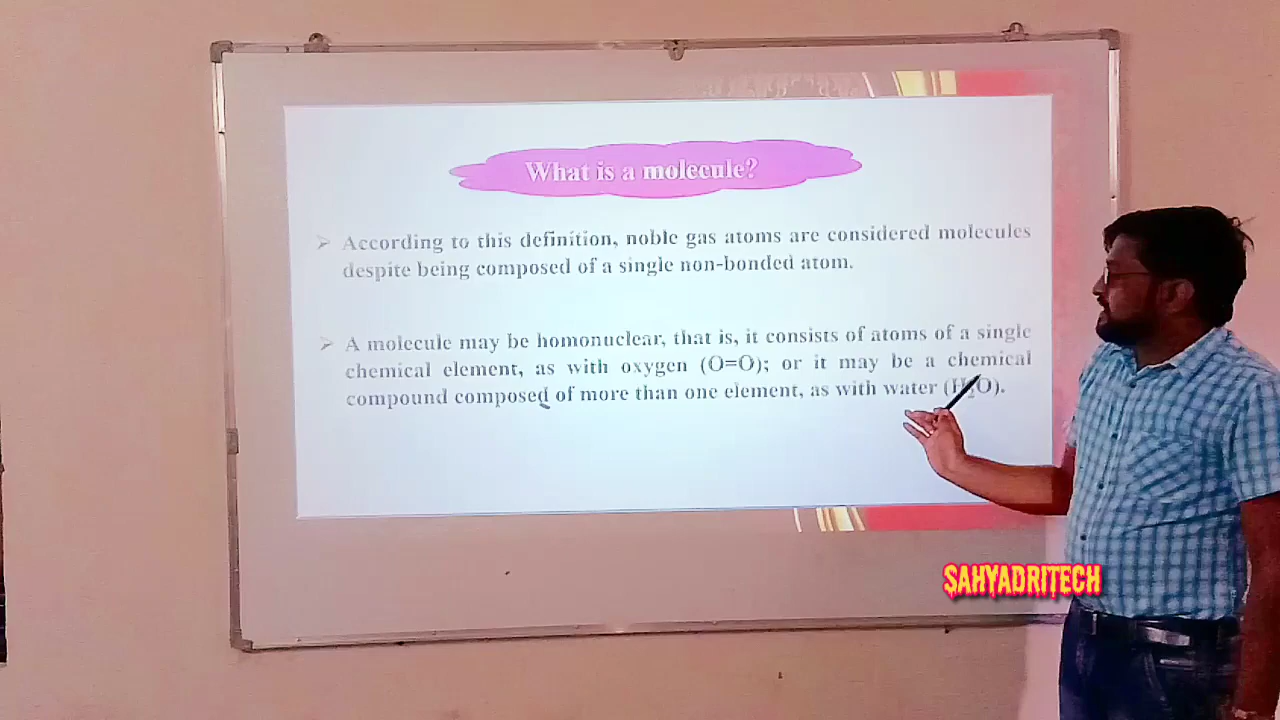 What is a molecule?
➢ According to this definition, noble gas atoms are considered molecules
despite being composed of a single non-bonded atom.
➢ A molecule may be homonuclear, that is, it consists of atoms of a single
chemical element, as with oxygen (O=O); or it may be a chemical
compound composed of more than one element, as with water (H₂O).
SAHYADRITECH